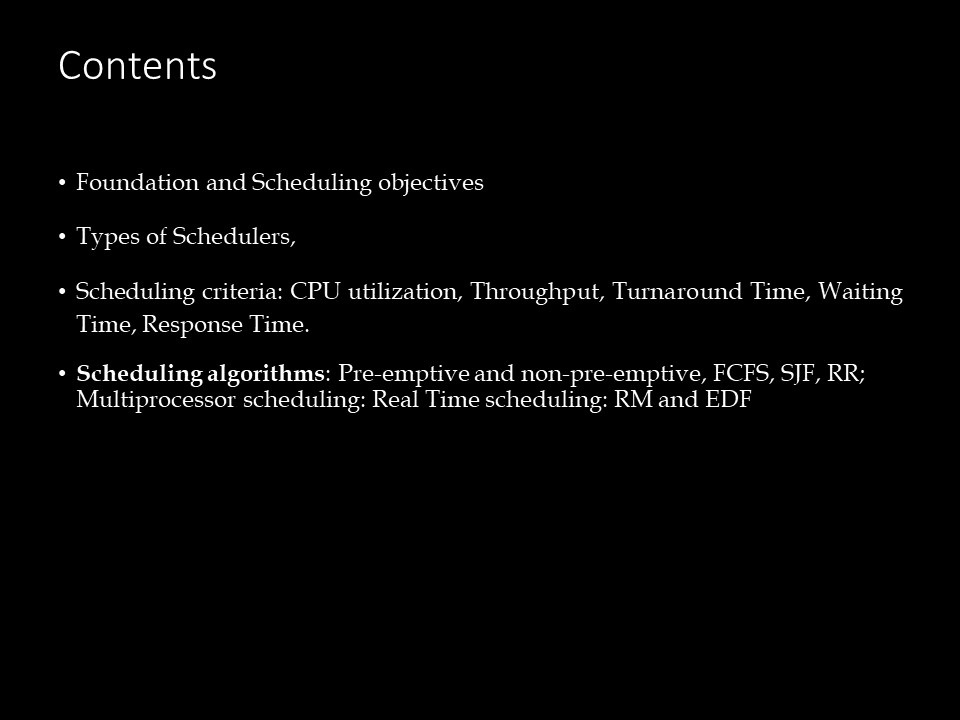 Contents
• Foundation and Scheduling objectives
• Types of Schedulers,
• Scheduling criteria: CPU utilization, Throughput, Turnaround Time, Waiting
Time, Response Time.
• Scheduling algorithms: Pre-emptive and non-pre-emptive, FCFS, SJF, RR;
Multiprocessor scheduling: Real Time scheduling: RM and EDF